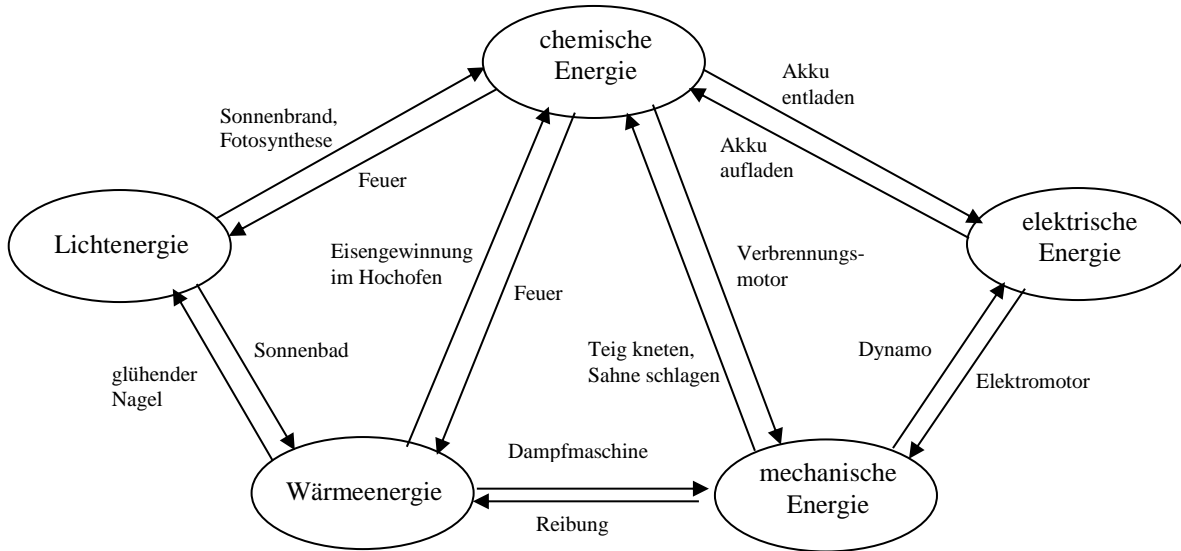 chemische
Energie
Akku
entladen
Sonnenbrand,
Fotosynthese
Akku
aufladen
Feuer
Lichtenergie
elektrische
Energie
Eisengewinnung
im Hochofen
Verbrennungs-
motor
Feuer
Sonnenbad
Teig kneten,
Sahne schlagen
Dynamo
glühender
Nagel
Elektromotor
Dampfmaschine
Wärmeenergie
mechanische
Energie
Reibung